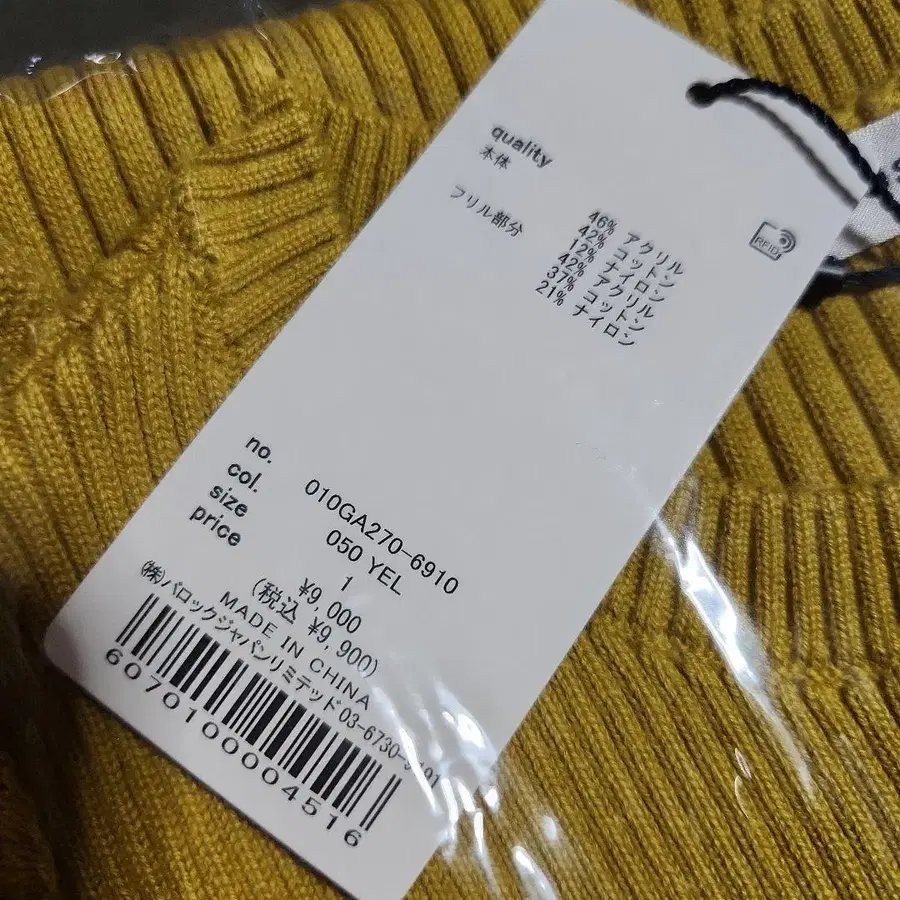 quality
本体
46% アクリル
42% コットン
12% ナイロン
フリル部分
42% アクリル
37% コットン
21% ナイロン
RFID
no. 010GA270-6910
col. 050 YEL
size 1
price ¥9,000
(税込 ¥9,900)
MADE IN CHINA
(株)バロックジャパンリミテッド03-6730-9191
6070100004516